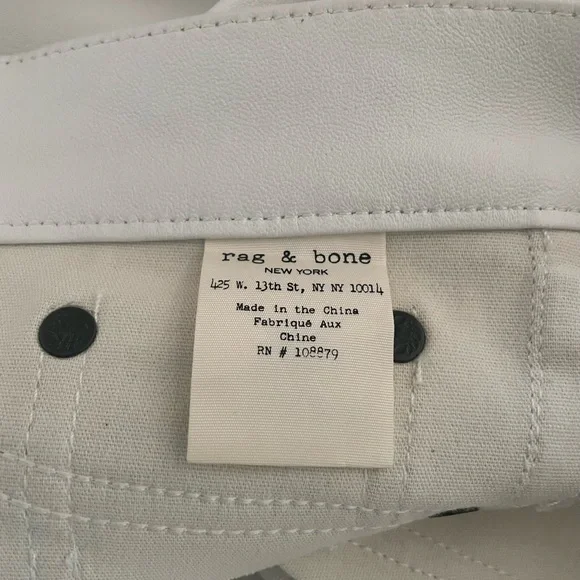 rag & bone
NEW YORK
425 W. 13th St, NY NY 10014
Made in the China
Fabriqué Aux
Chine
RN # 108879